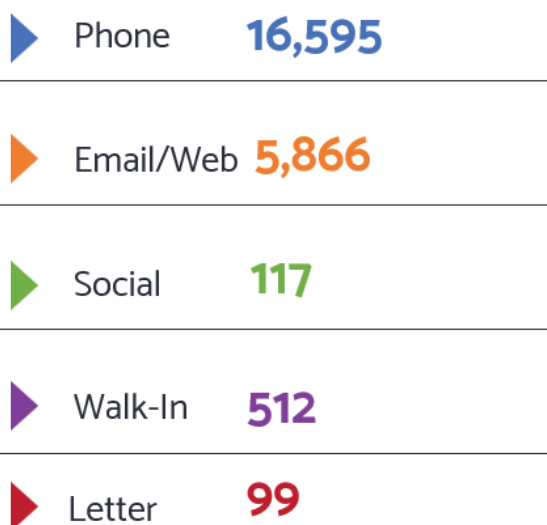 Phone 16,595
Email/Web 5,866
Social 117
Walk-In 512
Letter 99